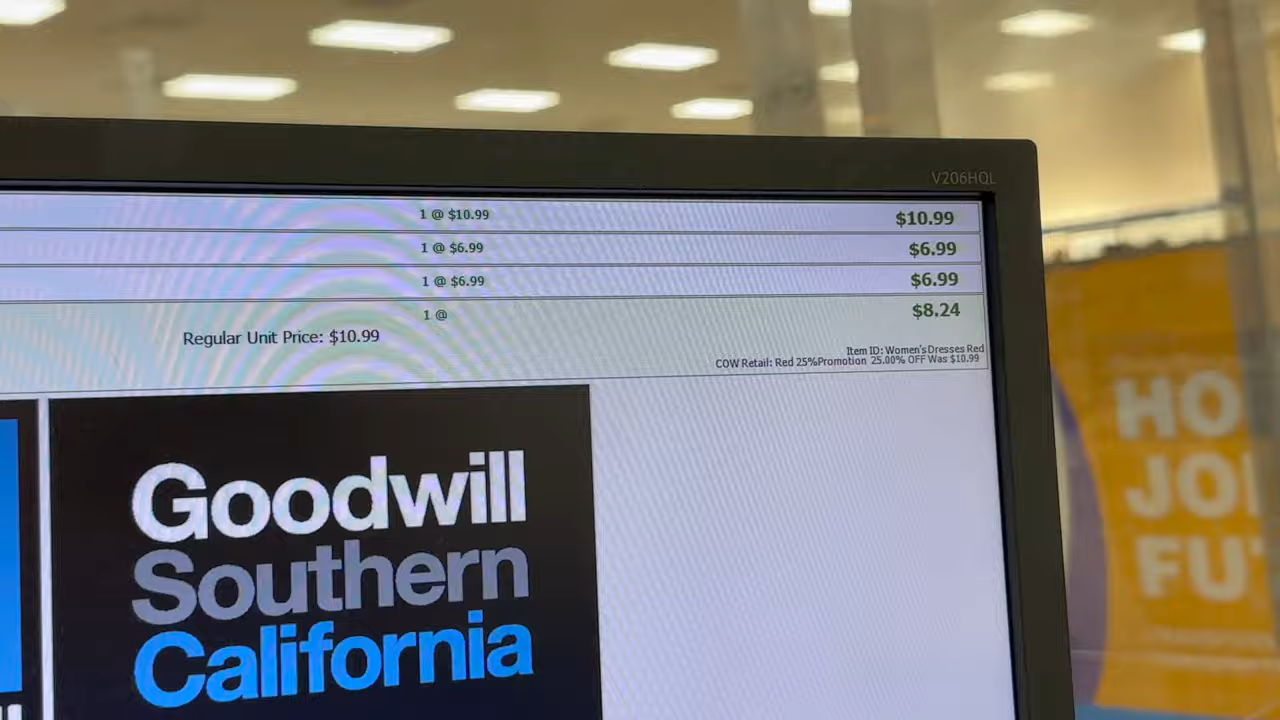 V206HQL
1 @ $10.99 $10.99
1 @ $6.99 $6.99
1 @ $6.99 $6.99
1 @ $8.24
Regular Unit Price: $10.99
Item ID: Women's Dresses Red
COW Retail: Red 25%Promotion 25.00% OFF Was $10.99
Goodwill
Southern
California
HO
JO
FU